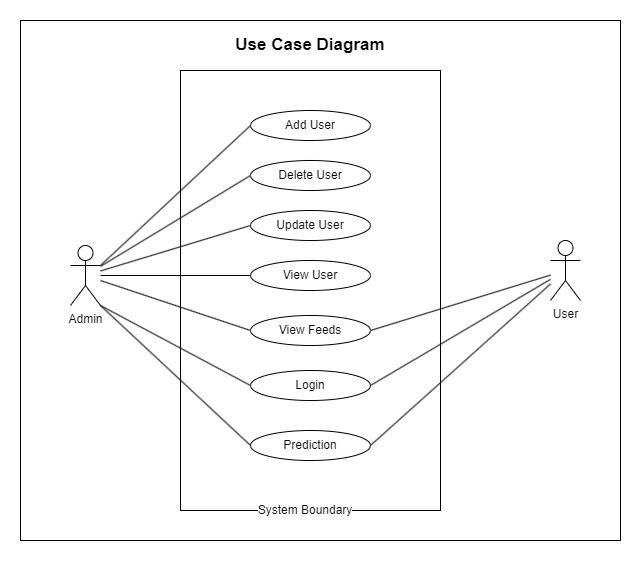 Use Case Diagram
Add User
Delete User
Update User
View User
View Feeds
Login
Prediction
Admin
User
System Boundary